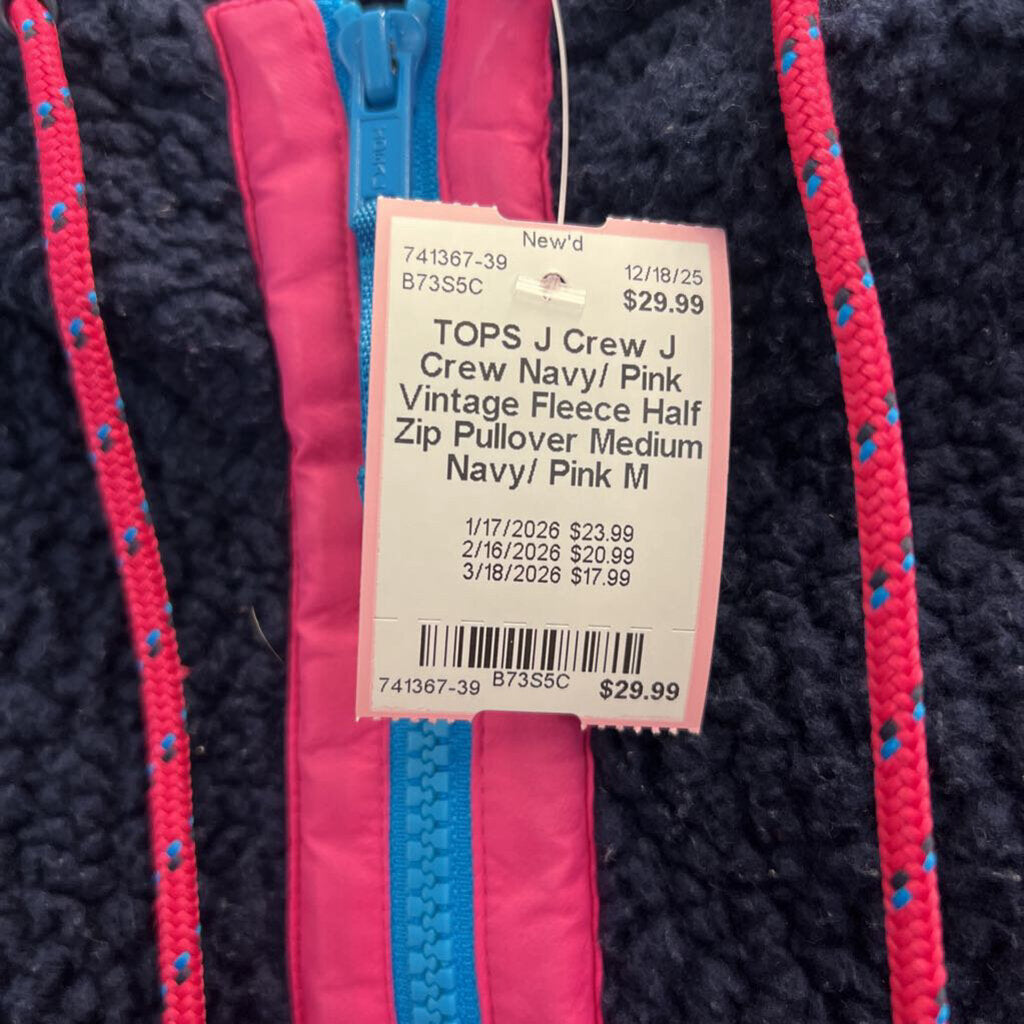 New'd
741367-39 12/18/25
B73S5C $29.99
TOPS J Crew J
Crew Navy/ Pink
Vintage Fleece Half
Zip Pullover Medium
Navy/ Pink M
1/17/2026 $23.99
2/16/2026 $20.99
3/18/2026 $17.99
741367-39 B73S5C $29.99